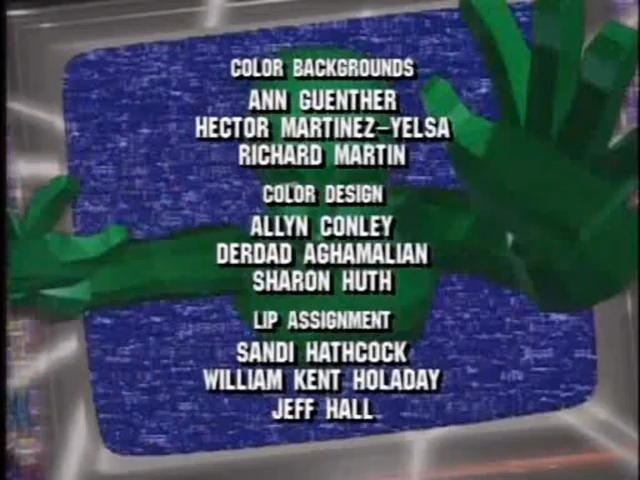 COLOR BACKGROUNDS
ANN GUENTHER
HECTOR MARTINEZ-YELSA
RICHARD MARTIN
COLOR DESIGN
ALLYN CONLEY
DERDAD AGHAMALIAN
SHARON HUTH
LIP ASSIGNMENT
SANDI HATHCOCK
WILLIAM KENT HOLADAY
JEFF HALL